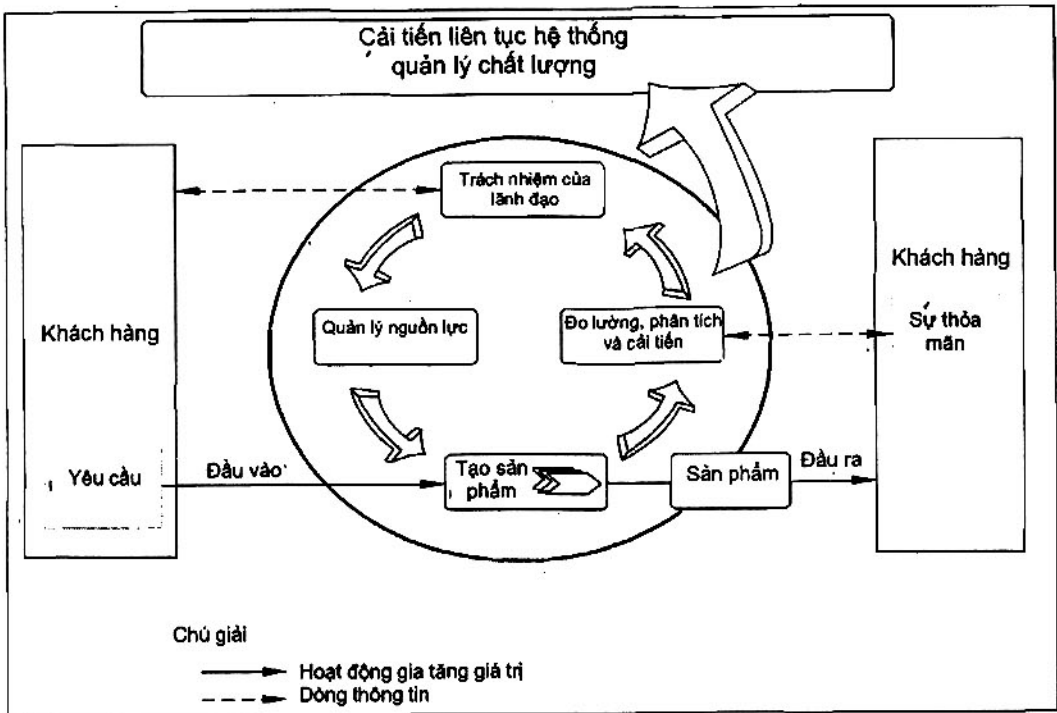 Cải tiến liên tục hệ thống
quản lý chất lượng
Trách nhiệm của
lãnh đạo
Khách hàng
Quản lý nguồn lực
Đo lường, phân tích
và cải tiến
Khách hàng
Sự thỏa
mãn
Yêu cầu
Đầu vào
Tạo sản
phẩm
Sản phẩm
Đầu ra
Chú giải
Hoạt động gia tăng giá trị
Dòng thông tin